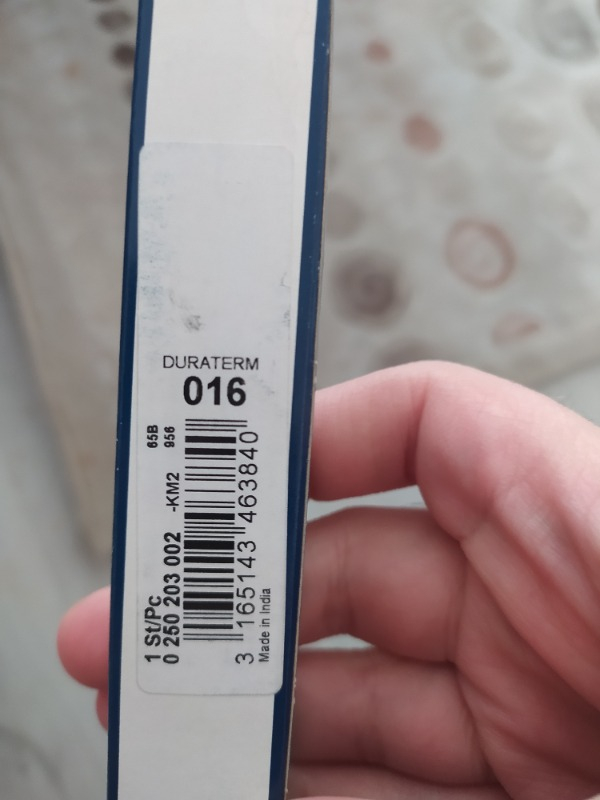 DURATERM
016
65B
956
1 St/Pc
0 250 203 002 -KM2
3 165143 463840
Made in India